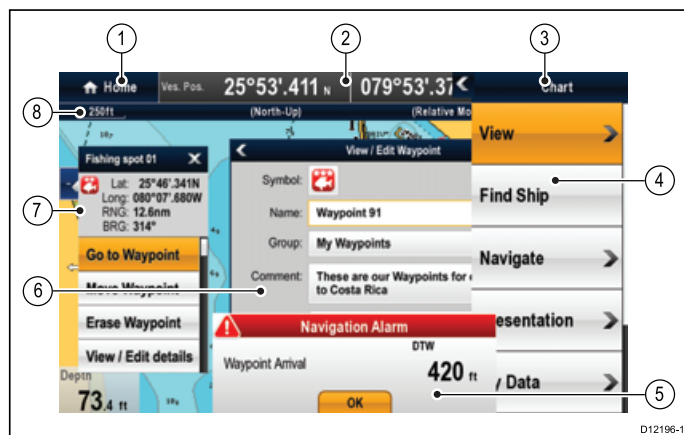 1
2
3
Home
Ves. Pos.
25°53'.411 N
079°53'.37
Chart
8
250ft
(North-Up)
(Relative Mo
View
4
Find Ship
Navigate
esentation
y Data
7
Fishing spot 01 X
Lat: 25°46'.341N
Long: 080°07'.680W
RNG: 12.6nm
BRG: 314°
Go to Waypoint
Move Waypoint
Erase Waypoint
View / Edit details
6
View / Edit Waypoint
Symbol:
Name: Waypoint 91
Group: My Waypoints
Comment: These are our Waypoints for
to Costa Rica
Navigation Alarm
Waypoint Arrival
DTW
420 ft
OK
5
Depth
73.4 ft
D12196-1